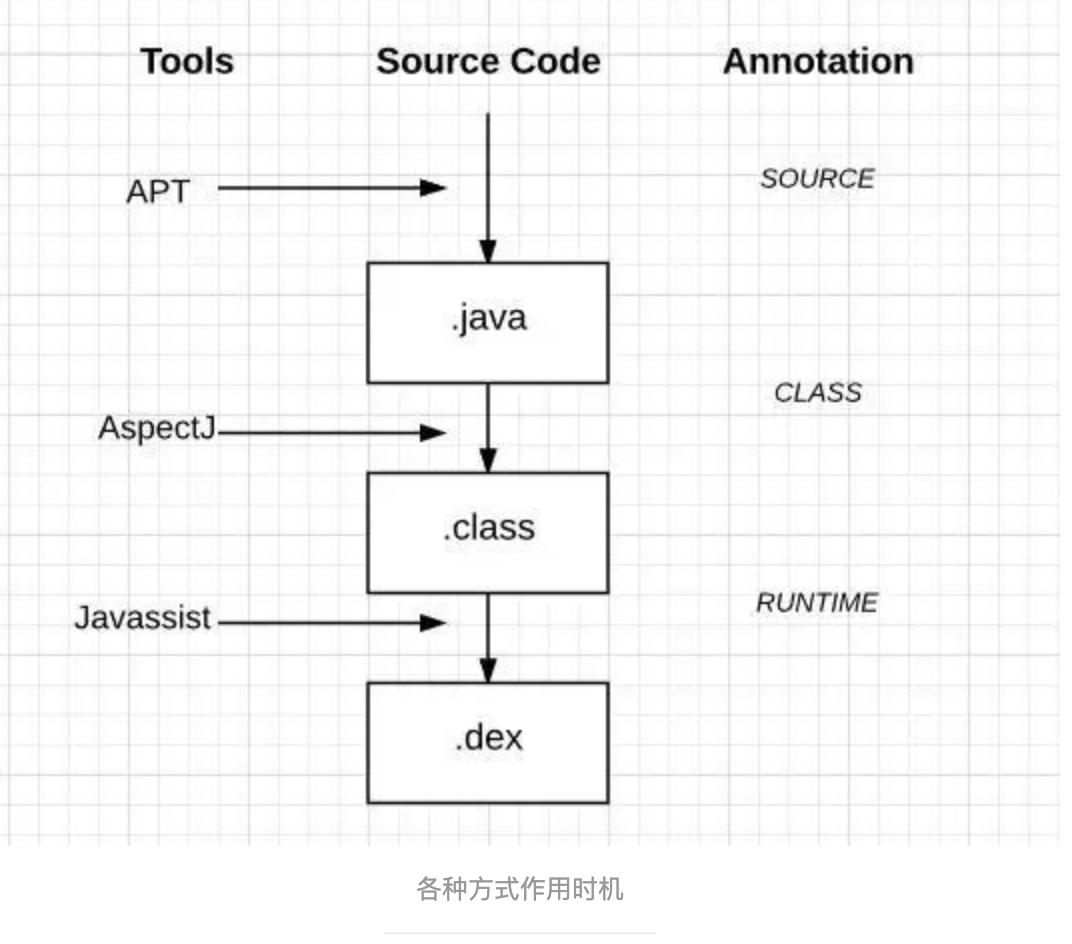 Tools Source Code Annotation
APT SOURCE
.java
CLASS
AspectJ
.class
RUNTIME
Javassist
.dex
各种方式作用时机